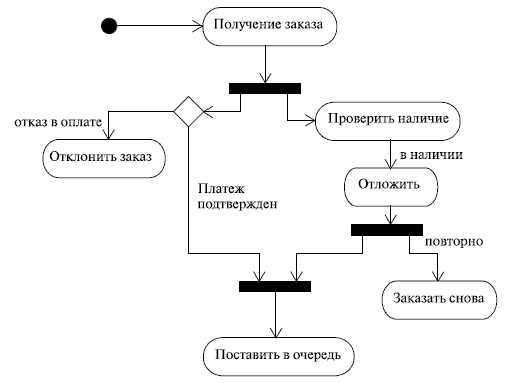 Получение заказа
отказ в оплате
Проверить наличие
Отклонить заказ
в наличии
Отложить
Платеж
подтвержден
повторно
Заказать снова
Поставить в очередь